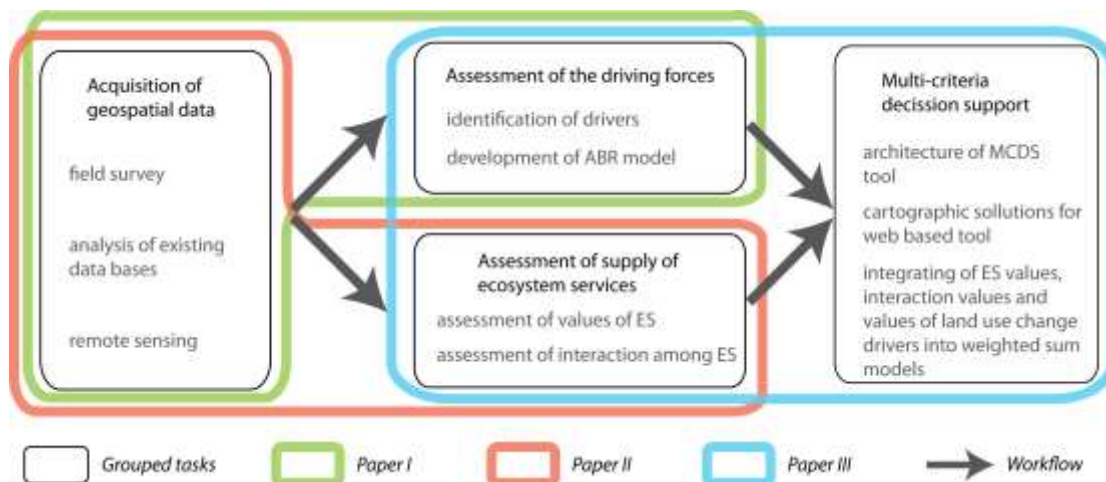 Acquisition of
geospatial data
field survey
analysis of existing
data bases
remote sensing
Assessment of the driving forces
identification of drivers
development of ABR model
Assessment of supply of
ecosystem services
assessment of values of ES
assessment of interaction among ES
Multi-criteria
decission support
architecture of MCDS
tool
cartographic sollutions for
web based tool
integrating of ES values,
interaction values and
values of land use change
drivers into weighted sum
models
Grouped tasks
Paper I
Paper II
Paper III
Workflow